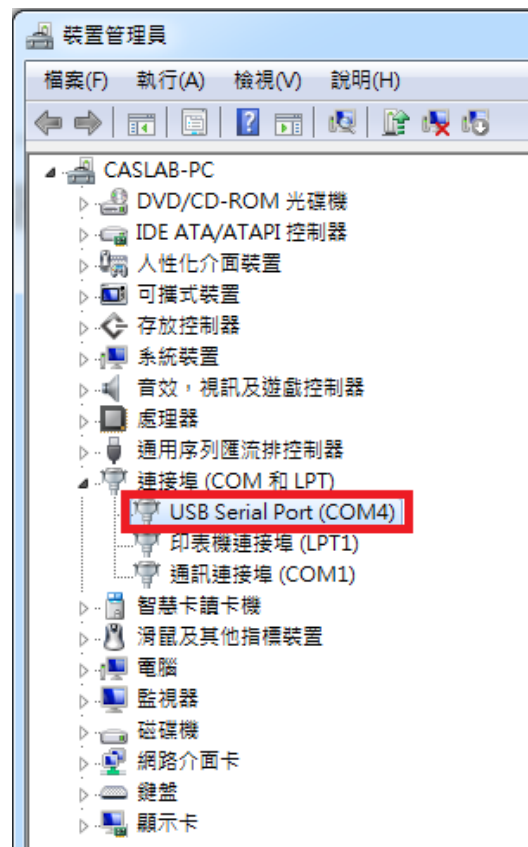 裝置管理員
檔案(F) 執行(A) 檢視(V) 說明(H)
CASLAB-PC
DVD/CD-ROM 光碟機
IDE ATA/ATAPI 控制器
人性化介面裝置
可攜式裝置
存放控制器
系統裝置
音效，視訊及遊戲控制器
處理器
通用序列匯流排控制器
連接埠 (COM 和 LPT)
USB Serial Port (COM4)
印表機連接埠 (LPT1)
通訊連接埠 (COM1)
智慧卡讀卡機
滑鼠及其他指標裝置
電腦
監視器
磁碟機
網路介面卡
鍵盤
顯示卡